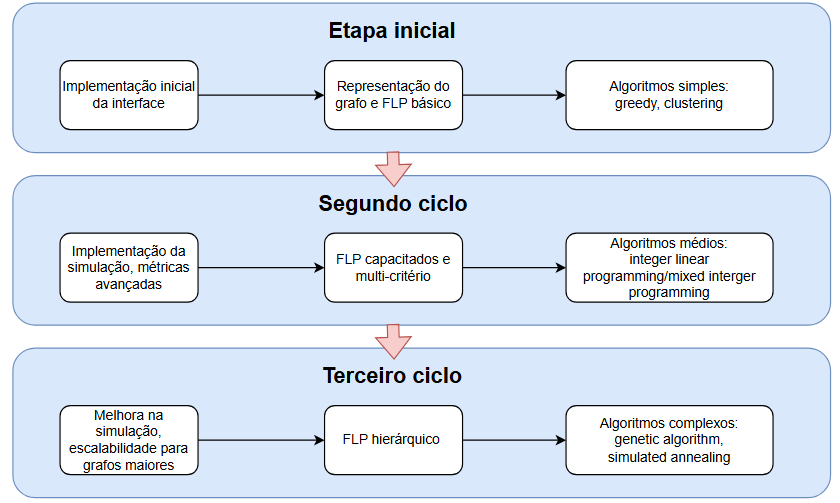 Etapa inicial
Implementação inicial
da interface
Representação do
grafo e FLP básico
Algoritmos simples:
greedy, clustering
Segundo ciclo
Implementação da
simulação, métricas
avançadas
FLP capacitados e
multi-critério
Algoritmos médios:
integer linear
programming/mixed interger
programming
Terceiro ciclo
Melhora na
simulação,
escalabilidade para
grafos maiores
FLP hierárquico
Algoritmos complexos:
genetic algorithm,
simulated annealing